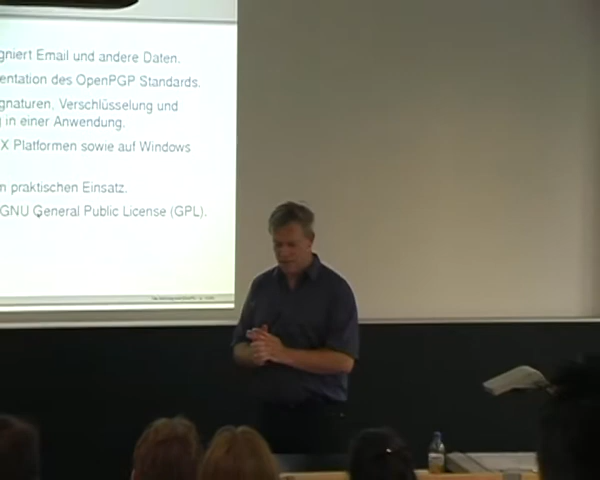 gniert Email und andere Daten.
entation des OpenPGP Standards.
gnaturen, Verschlüsselung und
g in einer Anwendung.
X Platformen sowie auf Windows
m praktischen Einsatz.
GNU General Public License (GPL).